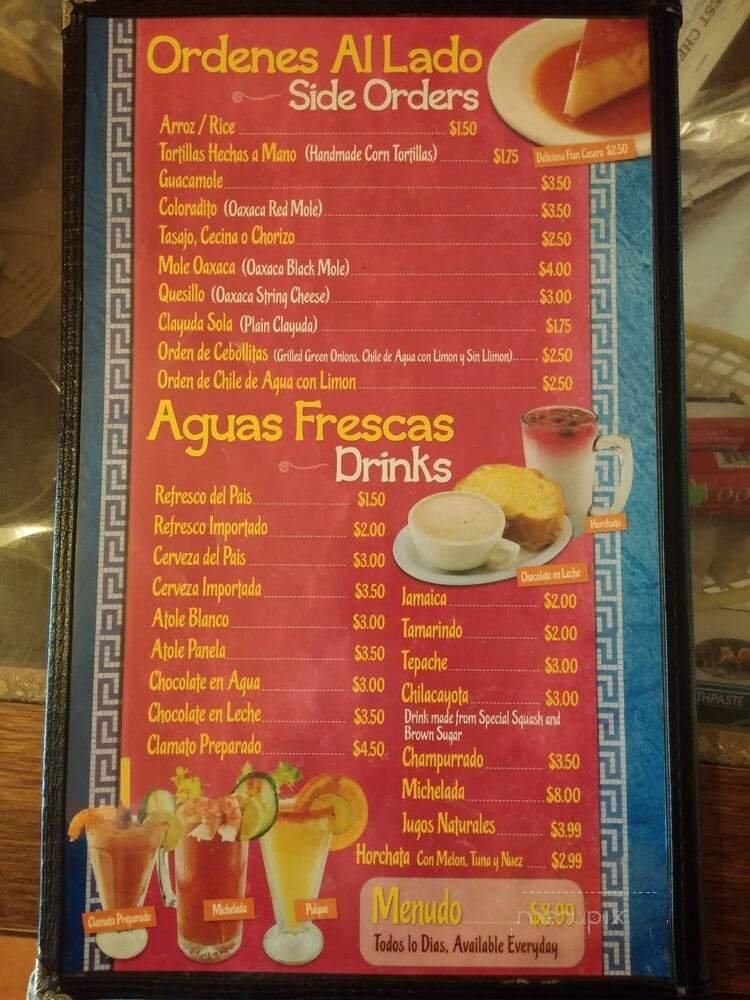 Ordenes Al Lado
Side Orders
Arroz / Rice $1.50
Tortillas Hechas a Mano (Handmade Corn Tortillas) $1.75
Delicioso Flan Casero $2.50
Guacamole $3.50
Coloradito (Oaxaca Red Mole) $3.50
Tasajo, Cecina o Chorizo $2.50
Mole Oaxaca (Oaxaca Black Mole) $4.00
Quesillo (Oaxaca String Cheese) $3.00
Clayuda Sola (Plain Clayuda) $1.75
Orden de Cebollitas (Grilled Green Onions, Chile de Agua con Limon y Sin Llimon) $2.50
Orden de Chile de Agua con Limon $2.50
Aguas Frescas
Drinks
Refresco del Pais $1.50
Refresco Importado $2.00
Cerveza del Pais $3.00
Cerveza Importada $3.50
Atole Blanco $3.00
Atole Panela $3.50
Chocolate en Agua $3.00
Chocolate en Leche $3.50
Clamato Preparado $4.50
Horchata
Chocolate en Leche
Jamaica $2.00
Tamarindo $2.00
Tepache $3.00
Chilacayota $3.00
Drink made from Special Squash and
Brown Sugar
Champurrado $3.50
Michelada $8.00
Jugos Naturales $3.99
Horchata Con Melon, Tuna y Nuez $2.99
Clamato Preparado
Michelada
Pulque
Menudo $8.99
Todos lo Dias, Available Everyday
menupix
THPASTE